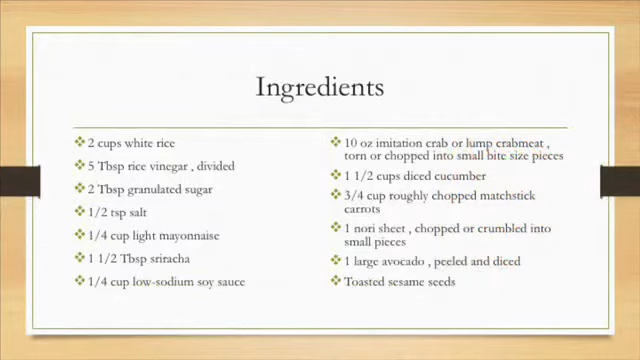 Ingredients
2 cups white rice
5 Tbsp rice vinegar , divided
2 Tbsp granulated sugar
1/2 tsp salt
1/4 cup light mayonnaise
1 1/2 Tbsp sriracha
1/4 cup low-sodium soy sauce
10 oz imitation crab or lump crabmeat ,
torn or chopped into small bite size pieces
1 1/2 cups diced cucumber
3/4 cup roughly chopped matchstick
carrots
1 nori sheet , chopped or crumbled into
small pieces
1 large avocado , peeled and diced
Toasted sesame seeds